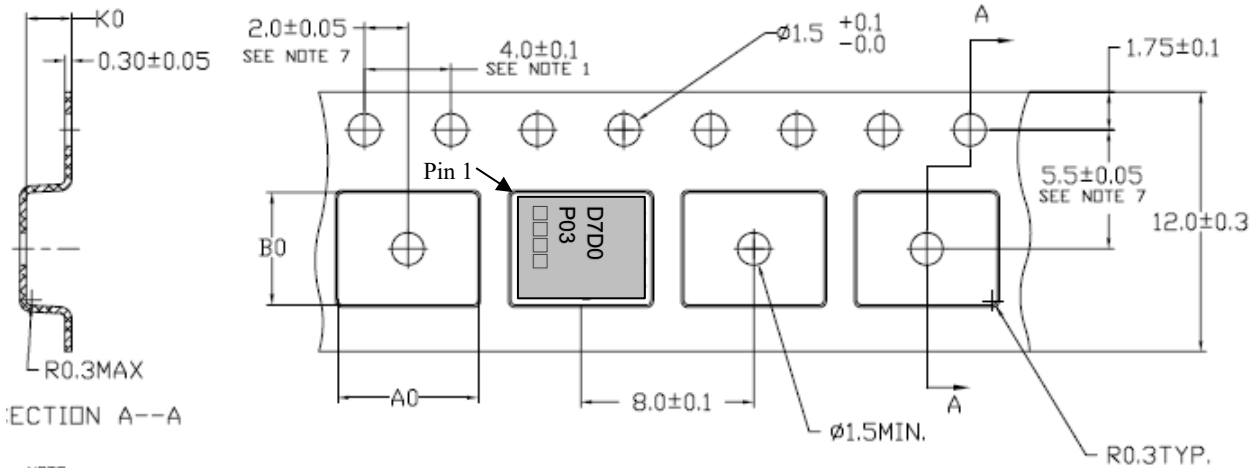 K0
0.30±0.05
2.0±0.05
SEE NOTE 7
4.0±0.1
SEE NOTE 1
Ø1.5 +0.1
-0.0
A
1.75±0.1
Pin 1
D7D0
P03
□□□□
5.5±0.05
SEE NOTE 7
12.0±0.3
B0
R0.3MAX
A0
8.0±0.1
A
Ø1.5MIN.
R0.3TYP.
ECTION A--A